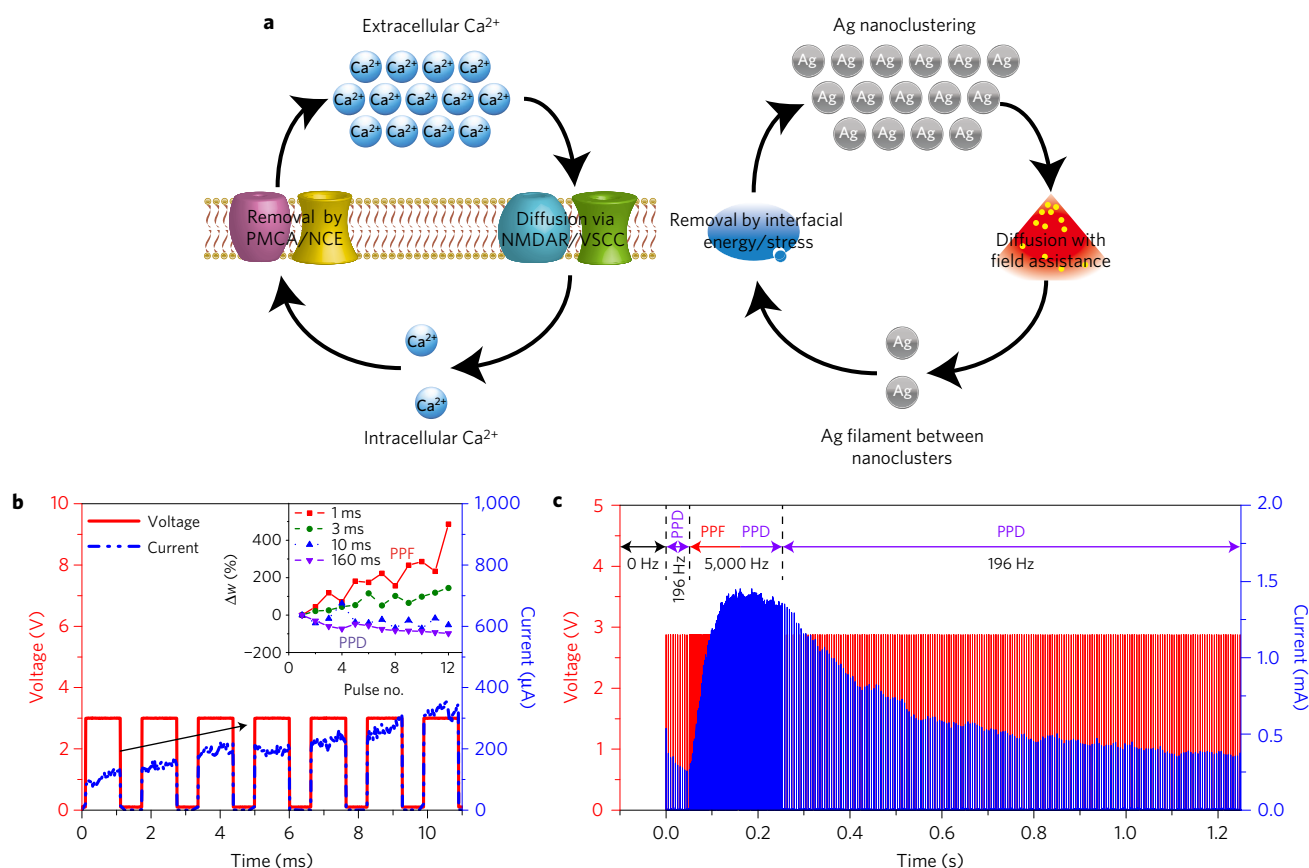 a
Extracellular Ca²⁺
Ca²⁺ Ca²⁺ Ca²⁺ Ca²⁺
Ca²⁺ Ca²⁺ Ca²⁺ Ca²⁺ Ca²⁺
Ca²⁺ Ca²⁺ Ca²⁺ Ca²⁺
Removal by
PMCA/NCE
Diffusion via
NMDAR/VSCC
Ca²⁺
Ca²⁺
Intracellular Ca²⁺
Ag nanoclustering
Ag Ag Ag Ag Ag Ag
Ag Ag Ag Ag Ag
Ag Ag Ag Ag
Removal by interfacial
energy/stress
Diffusion with
field assistance
Ag
Ag
Ag filament between
nanoclusters
b
Voltage (V)
10
8
6
4
2
0
Voltage
Current
Δw (%)
400
200
0
−200
1 ms
3 ms
10 ms
160 ms
PPF
PPD
0 4 8 12
Pulse no.
1,000
800
600
400
200
0
Current (µA)
0 2 4 6 8 10
Time (ms)
c
Voltage (V)
5
4
3
2
1
0
PPD
PPF
PPD
PPD
0 Hz
196 Hz
5,000 Hz
196 Hz
2.0
1.5
1.0
0.5
0.0
Current (mA)
0.0 0.2 0.4 0.6 0.8 1.0 1.2
Time (s)